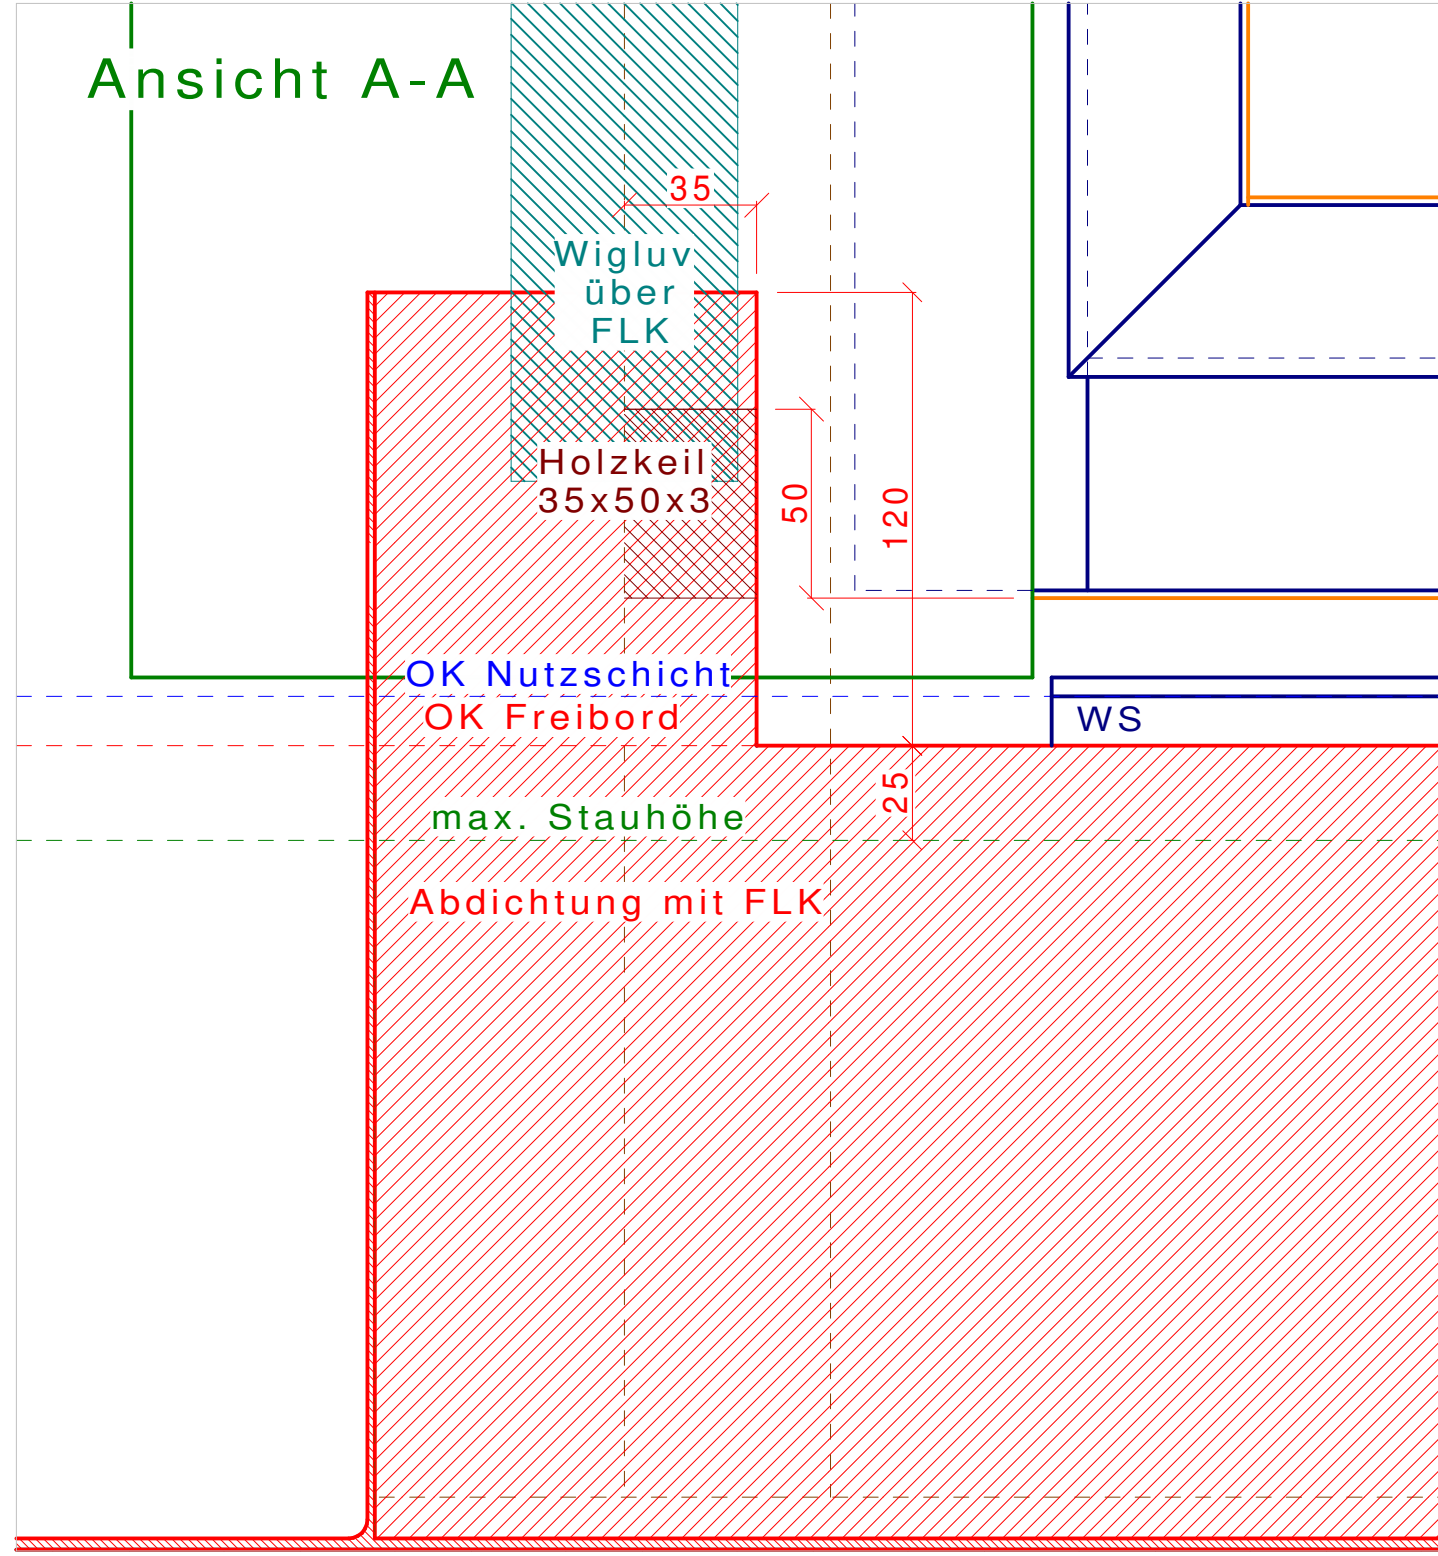 Ansicht A-A
35
Wigluv
über
FLK
Holzkeil
35x50x3
50
120
OK Nutzschicht
OK Freibord
WS
25
max. Stauhöhe
Abdichtung mit FLK